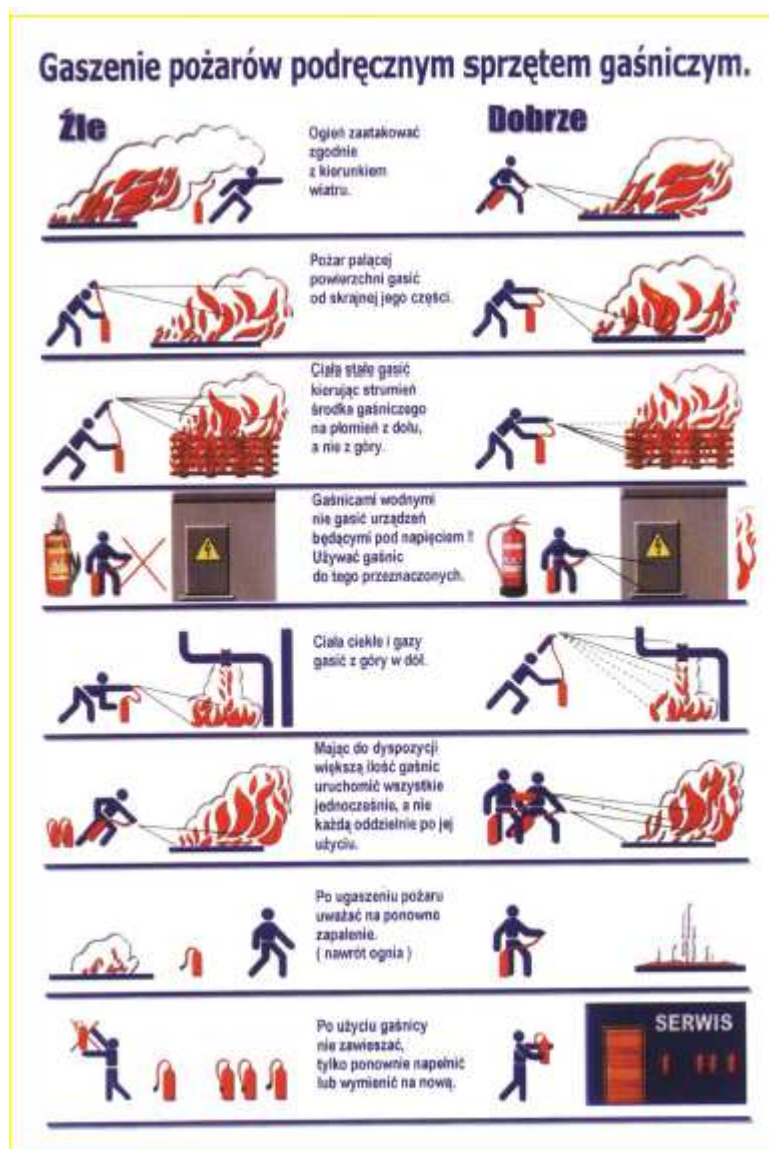 Gaszenie pożarów podręcznym sprzętem gaśniczym.
Źle
Dobrze
Ogień zaatakować
zgodnie
z kierunkiem
wiatru.
Pożar palącej
powierzchni gasić
od skrajnej jego części.
Ciała stałe gasić
kierując strumień
środka gaśniczego
na płomień z dołu,
a nie z góry.
Gaśnicami wodnymi
nie gasić urządzeń
będącymi pod napięciem !!
Używać gaśnic
do tego przeznaczonych.
Ciała ciekłe i gazy
gasić z góry w dół.
Mając do dyspozycji
większą ilość gaśnic
uruchomić wszystkie
jednocześnie, a nie
każdą oddzielnie po jej
użyciu.
Po ugaszeniu pożaru
uważać na ponowne
zapalenie.
( nawrót ognia )
Po użyciu gaśnicy
nie zawieszać,
tylko ponownie napełnić
lub wymienić na nową.
SERWIS